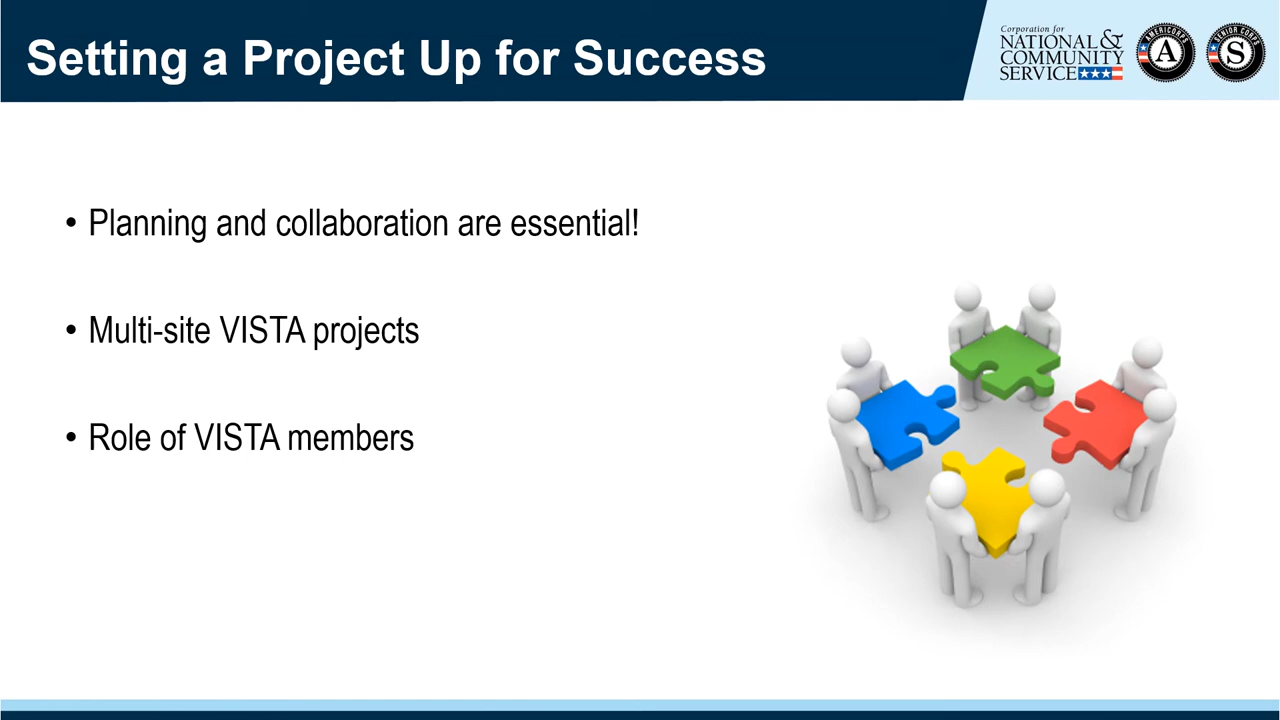 Setting a Project Up for Success
Corporation for
NATIONAL &
COMMUNITY
SERVICE
AMERICORPS
A
SENIOR CORPS
S
• Planning and collaboration are essential!
• Multi-site VISTA projects
• Role of VISTA members